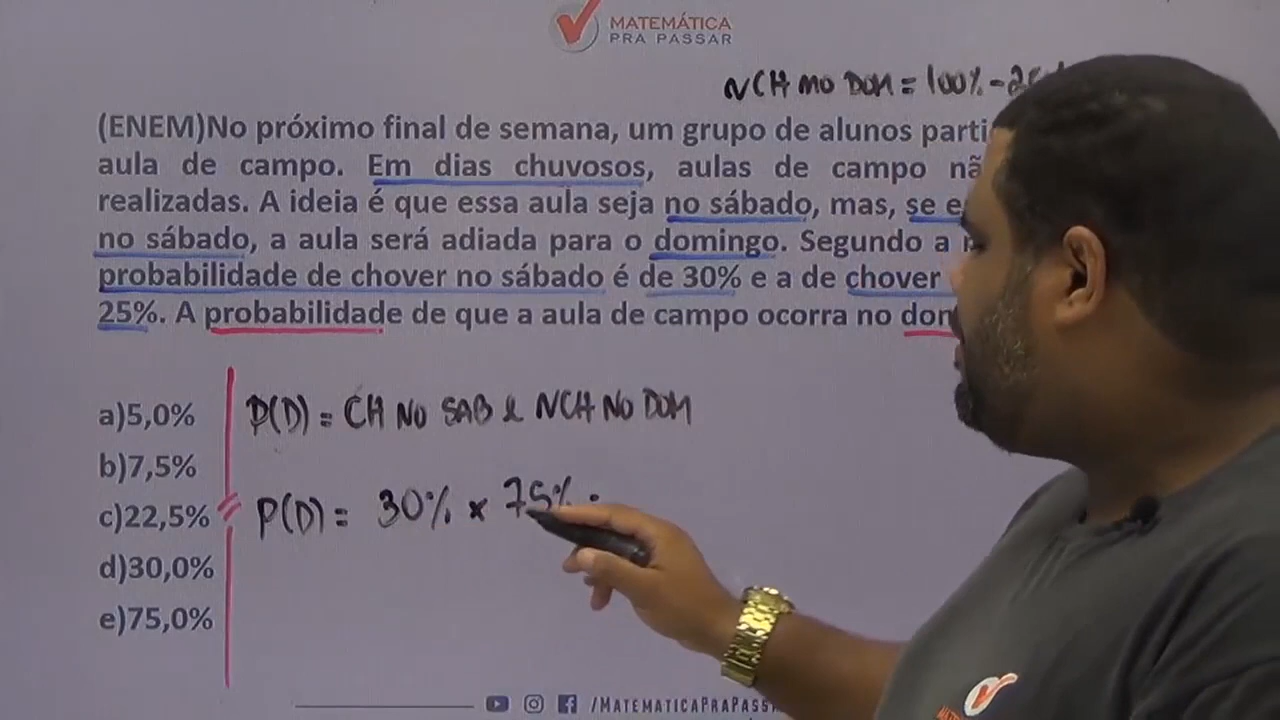 MATEMÁTICA
PRA PASSAR
NCH NO DOM = 100% -
(ENEM)No próximo final de semana, um grupo de alunos
aula de campo. Em dias chuvosos, aulas de campo
realizadas. A ideia é que essa aula seja no sábado, mas, se
no sábado, a aula será adiada para o domingo. Segundo a
probabilidade de chover no sábado é de 30% e a de chover
25%. A probabilidade de que a aula de campo ocorra no
a)5,0%
P(D) = CH NO SAB e NCH NO DOM
b)7,5%
c)22,5%
P(D) = 30% × 75%
d)30,0%
e)75,0%